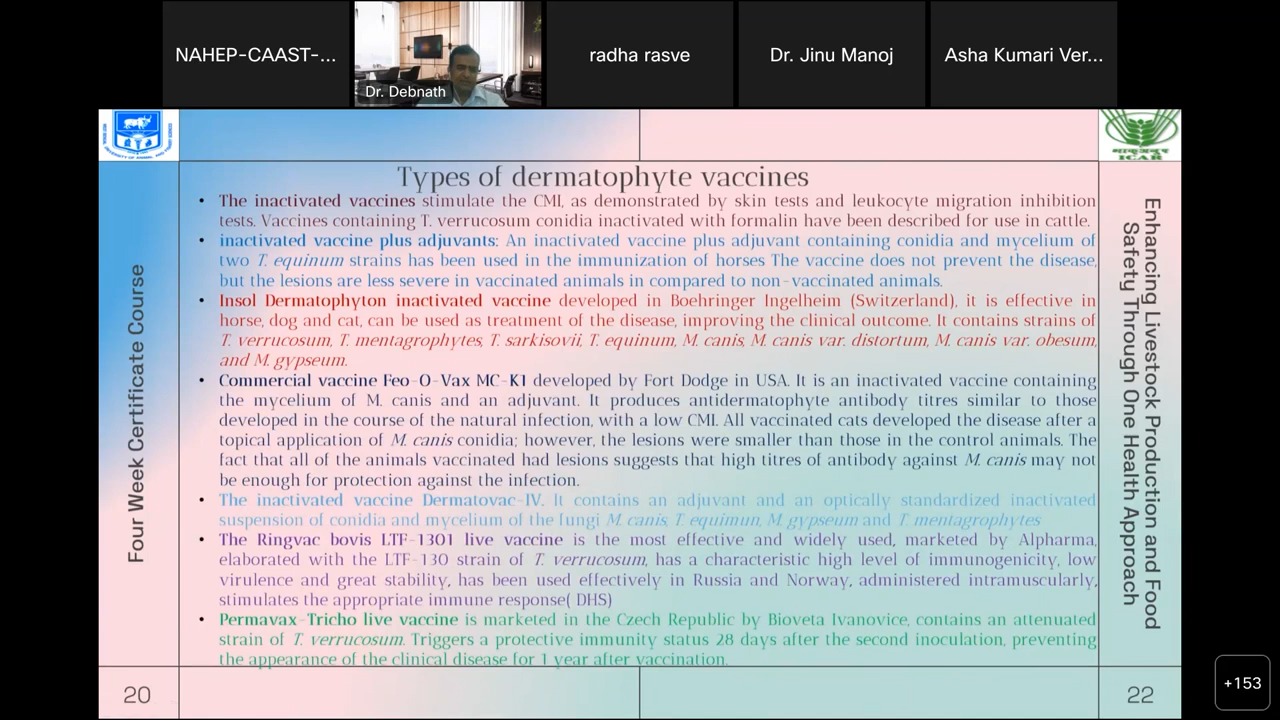 NAHEP-CAAST-...
Dr. Debnath
radha rasve
Dr. Jinu Manoj
Asha Kumari Ver...
ICAR
Types of dermatophyte vaccines
• The inactivated vaccines stimulate the CMI, as demonstrated by skin tests and leukocyte migration inhibition
tests. Vaccines containing T. verrucosum conidia inactivated with formalin have been described for use in cattle.
• inactivated vaccine plus adjuvants: An inactivated vaccine plus adjuvant containing conidia and mycelium of
two T. equinum strains has been used in the immunization of horses The vaccine does not prevent the disease,
but the lesions are less severe in vaccinated animals in compared to non-vaccinated animals.
• Insol Dermatophyton inactivated vaccine developed in Boehringer Ingelheim (Switzerland), it is effective in
horse, dog and cat, can be used as treatment of the disease, improving the clinical outcome. It contains strains of
T. verrucosum, T. mentagrophytes, T. sarkisovii, T. equinum, M. canis, M. canis var. distortum, M. canis var. obesum,
and M. gypseum.
• Commercial vaccine Feo-O-Vax MC-K1 developed by Fort Dodge in USA. It is an inactivated vaccine containing
the mycelium of M. canis and an adjuvant. It produces antidermatophyte antibody titres similar to those
developed in the course of the natural infection, with a low CMI. All vaccinated cats developed the disease after a
topical application of M. canis conidia; however, the lesions were smaller than those in the control animals. The
fact that all of the animals vaccinated had lesions suggests that high titres of antibody against M. canis may not
be enough for protection against the infection.
• The inactivated vaccine Dermatovac-IV. It contains an adjuvant and an optically standardized inactivated
suspension of conidia and mycelium of the fungi M. canis, T. equimun, M. gypseum and T. mentagrophytes
• The Ringvac bovis LTF-1301 live vaccine is the most effective and widely used, marketed by Alpharma,
elaborated with the LTF-130 strain of T. verrucosum, has a characteristic high level of immunogenicity, low
virulence and great stability, has been used effectively in Russia and Norway, administered intramuscularly,
stimulates the appropriate immune response( DHS)
• Permavax-Tricho live vaccine is marketed in the Czech Republic by Bioveta Ivanovice, contains an attenuated
strain of T. verrucosum. Triggers a protective immunity status 28 days after the second inoculation, preventing
the appearance of the clinical disease for 1 year after vaccination.
Four Week Certificate Course
Enhancing Livestock Production and Food
Safety Through One Health Approach
20
22
+153